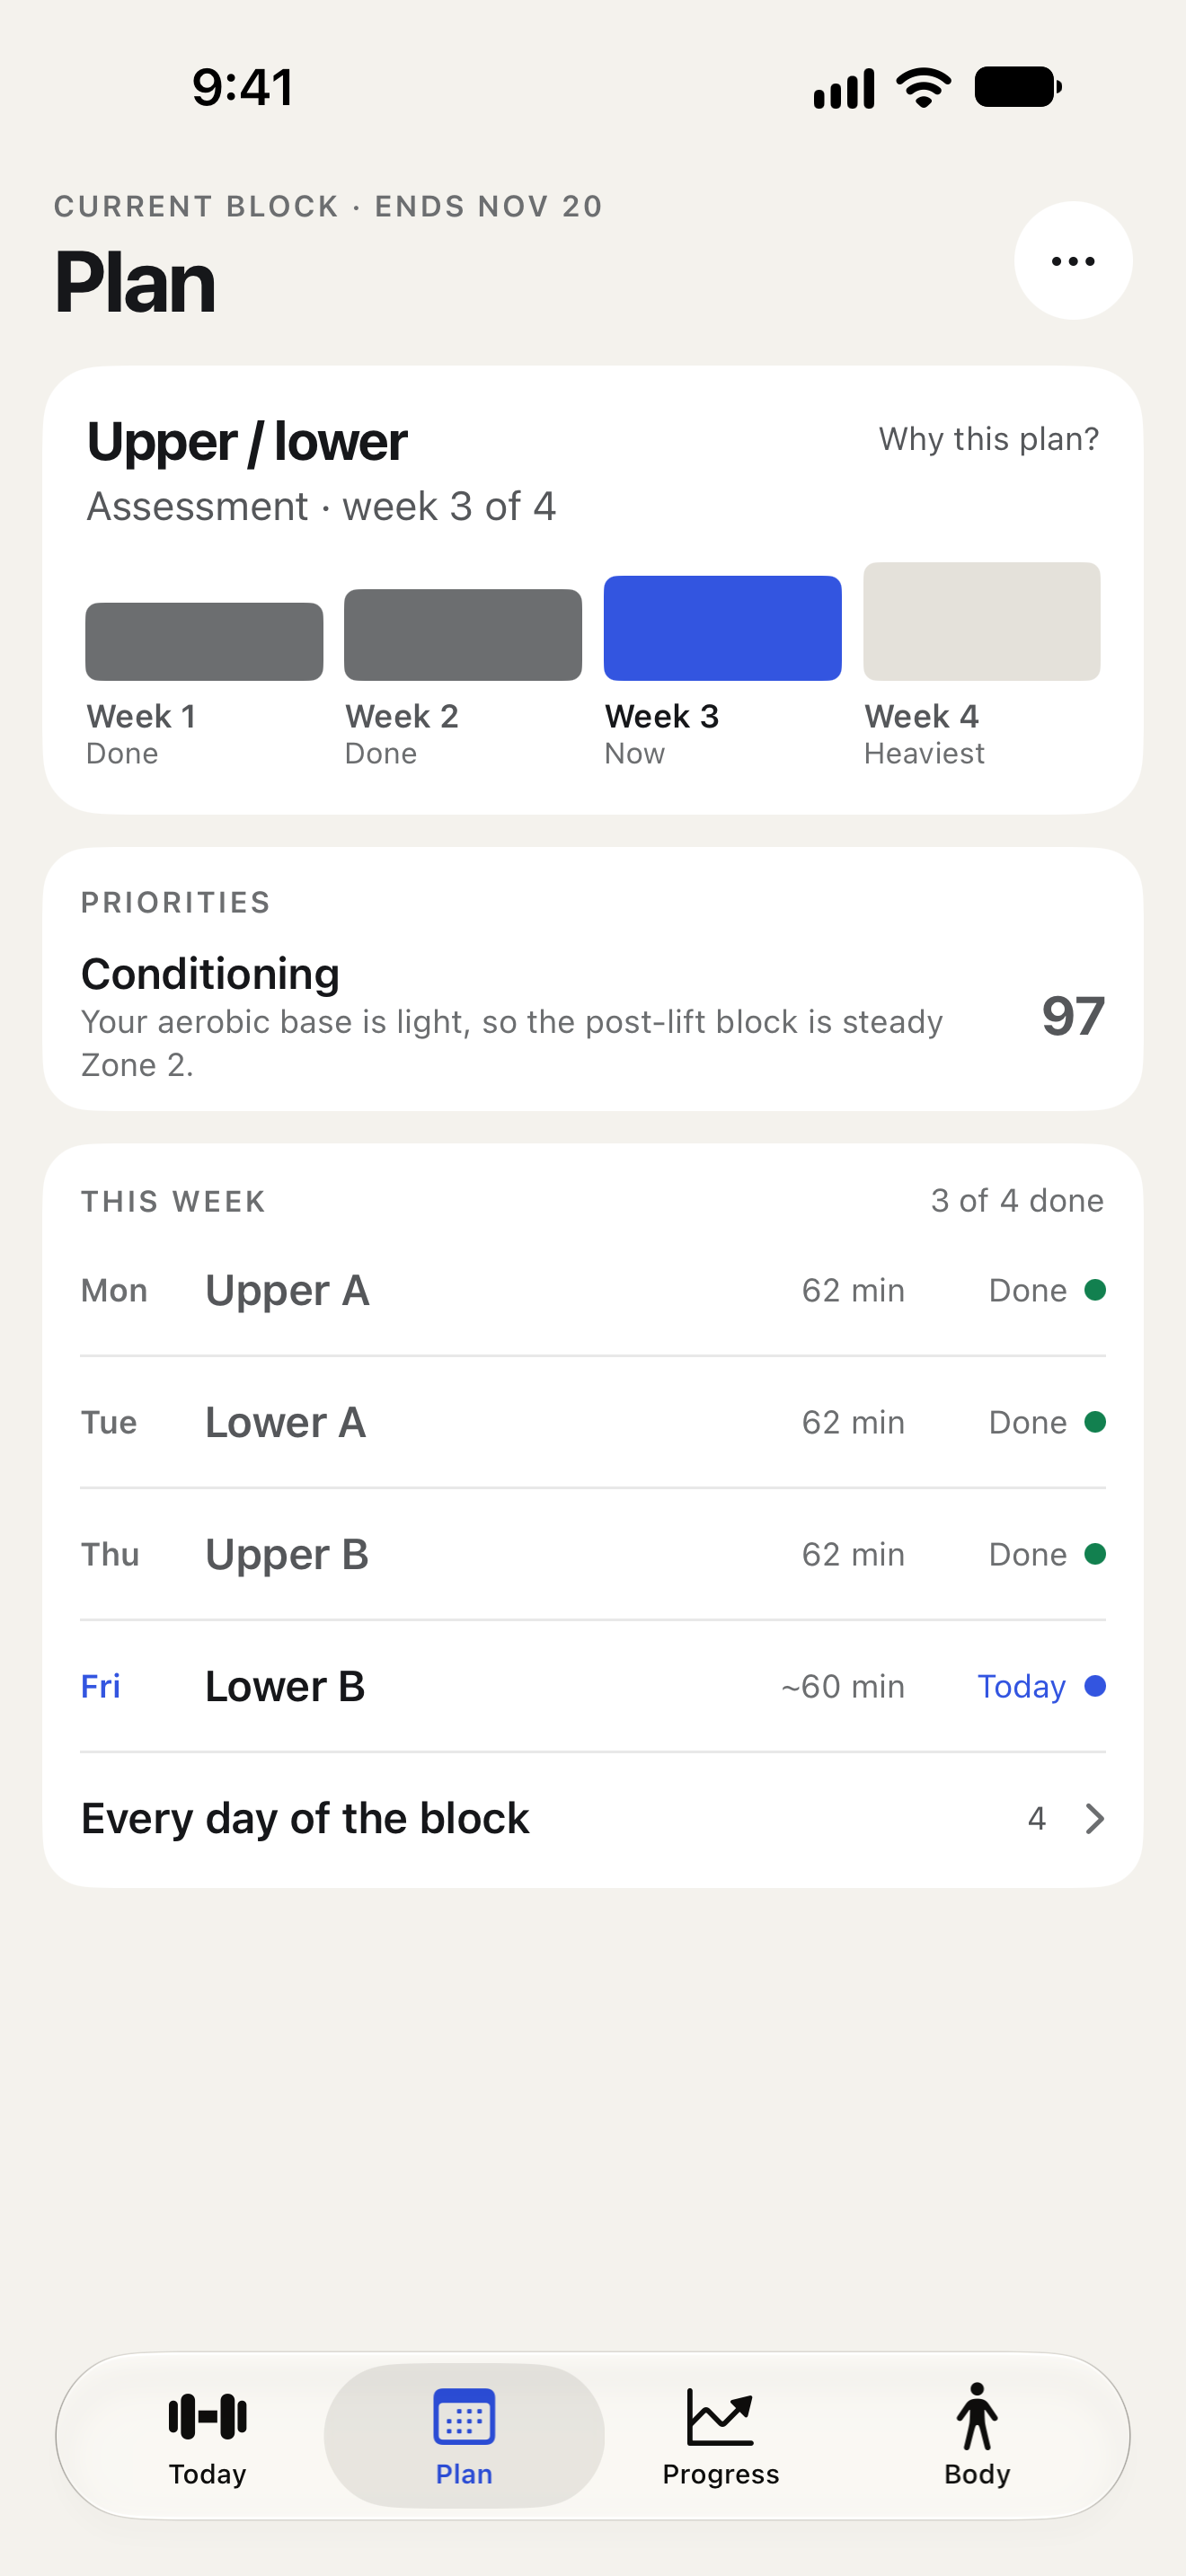 9:41
CURRENT BLOCK · ENDS NOV 20
Plan
Upper / lower
Why this plan?
Assessment · week 3 of 4
Week 1
Done
Week 2
Done
Week 3
Now
Week 4
Heaviest
PRIORITIES
Conditioning
Your aerobic base is light, so the post-lift block is steady
Zone 2.
97
THIS WEEK
3 of 4 done
Mon Upper A 62 min Done
Tue Lower A 62 min Done
Thu Upper B 62 min Done
Fri Lower B ~60 min Today
Every day of the block 4
Today
Plan
Progress
Body